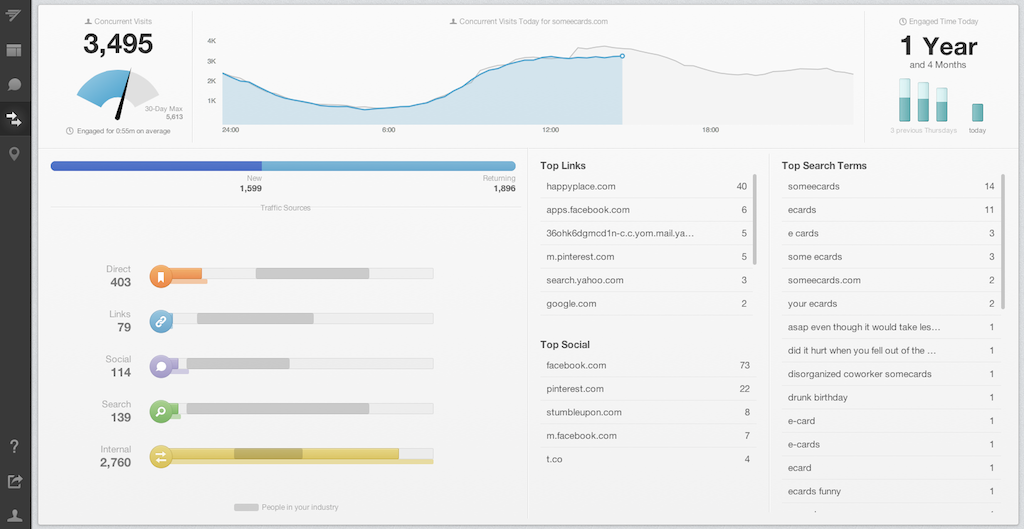 Concurrent Visits
3,495
30-Day Max
5,613
Engaged for 0:55m on average
Concurrent Visits Today for someecards.com
4K
3K
2K
1K
24:00
6:00
12:00
18:00
Engaged Time Today
1 Year
and 4 Months
3 previous Thursdays
today
New
1,599
Returning
1,896
Traffic Sources
Direct
403
Links
79
Social
114
Search
139
Internal
2,760
People in your industry
Top Links
happyplace.com 40
apps.facebook.com 6
36ohk6dgmcd1n-c.c.yom.mail.ya... 5
m.pinterest.com 5
search.yahoo.com 3
google.com 2
Top Social
facebook.com 73
pinterest.com 22
stumbleupon.com 8
m.facebook.com 7
t.co 4
Top Search Terms
someecards 14
ecards 11
e cards 3
some ecards 3
someecards.com 2
your ecards 2
asap even though it would take les... 1
did it hurt when you fell out of the ... 1
disorganized coworker somecards 1
drunk birthday 1
e-card 1
e-cards 1
ecard 1
ecards funny 1
?